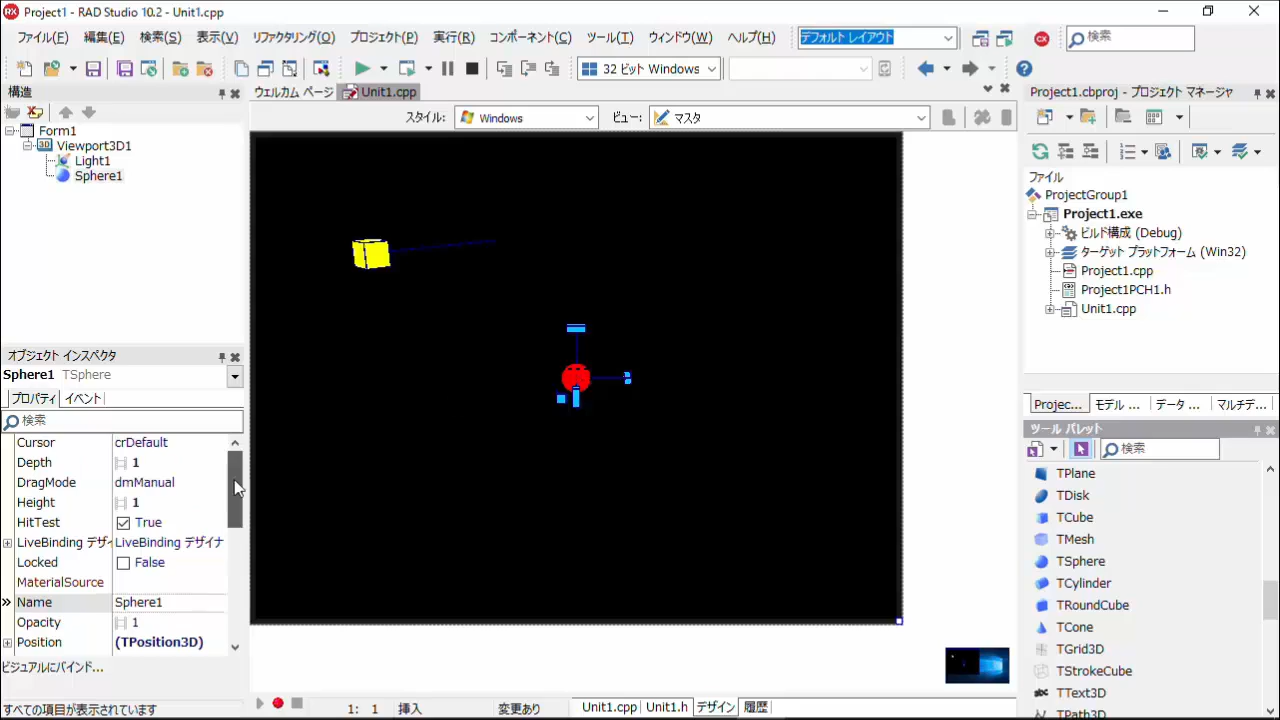 Project1 - RAD Studio 10.2 - Unit1.cpp
ファイル(F) 編集(E) 検索(S) 表示(V) リファクタリング(O) プロジェクト(P) 実行(R) コンポーネント(C) ツール(T) ウィンドウ(W) ヘルプ(H) デフォルト レイアウト 検索
32 ビット Windows
構造
Form1
Viewport3D1
Light1
Sphere1
オブジェクト インスペクタ
Sphere1 TSphere
プロパティ イベント
検索
Cursor crDefault
Depth 1
DragMode dmManual
Height 1
HitTest True
LiveBinding デザイ LiveBinding デザイナ
Locked False
MaterialSource
Name Sphere1
Opacity 1
Position (TPosition3D)
ビジュアルにバインド...
すべての項目が表示されています
ウェルカム ページ Unit1.cpp
スタイル: Windows ビュー: マスタ
1: 1 挿入 変更あり Unit1.cpp Unit1.h デザイン 履歴
Project1.cbproj - プロジェクト マネージャ
ファイル
ProjectGroup1
Project1.exe
ビルド構成 (Debug)
ターゲット プラットフォーム (Win32)
Project1.cpp
Project1PCH1.h
Unit1.cpp
Projec... モデル ... データ ... マルチデ...
ツール パレット
検索
TPlane
TDisk
TCube
TMesh
TSphere
TCylinder
TRoundCube
TCone
TGrid3D
TStrokeCube
TText3D
TPath3D